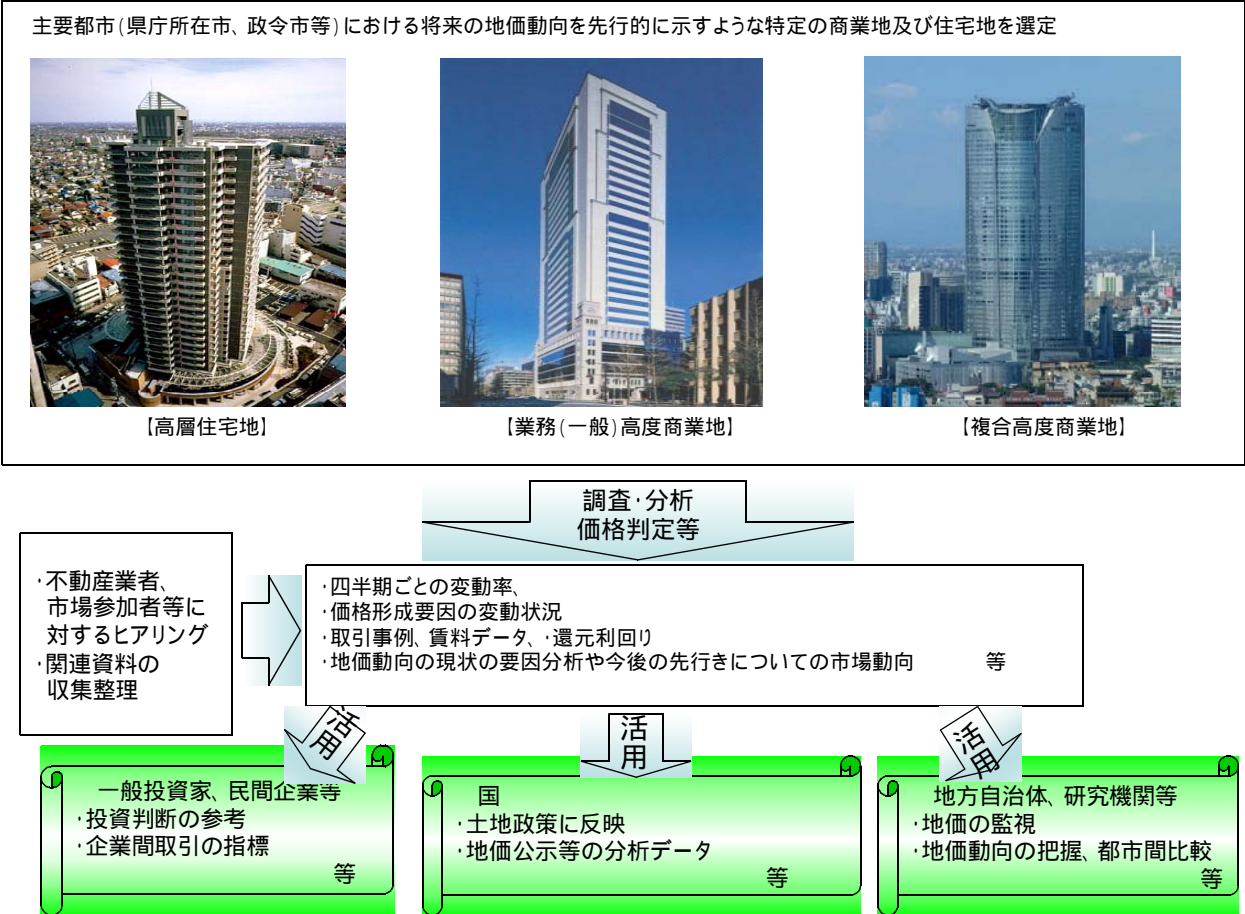 主要都市(県庁所在市、政令市等)における将来の地価動向を先行的に示すような特定の商業地及び住宅地を選定
【高層住宅地】
【業務(一般)高度商業地】
【複合高度商業地】
調査・分析
価格判定等
・不動産業者、
市場参加者等に
対するヒアリング
・関連資料の
収集整理
・四半期ごとの変動率、
・価格形成要因の変動状況
・取引事例、賃料データ、・還元利回り
・地価動向の現状の要因分析や今後の先行きについての市場動向 等
活用
活用
活用
一般投資家、民間企業等
・投資判断の参考
・企業間取引の指標
等
国
・土地政策に反映
・地価公示等の分析データ
等
地方自治体、研究機関等
・地価の監視
・地価動向の把握、都市間比較
等